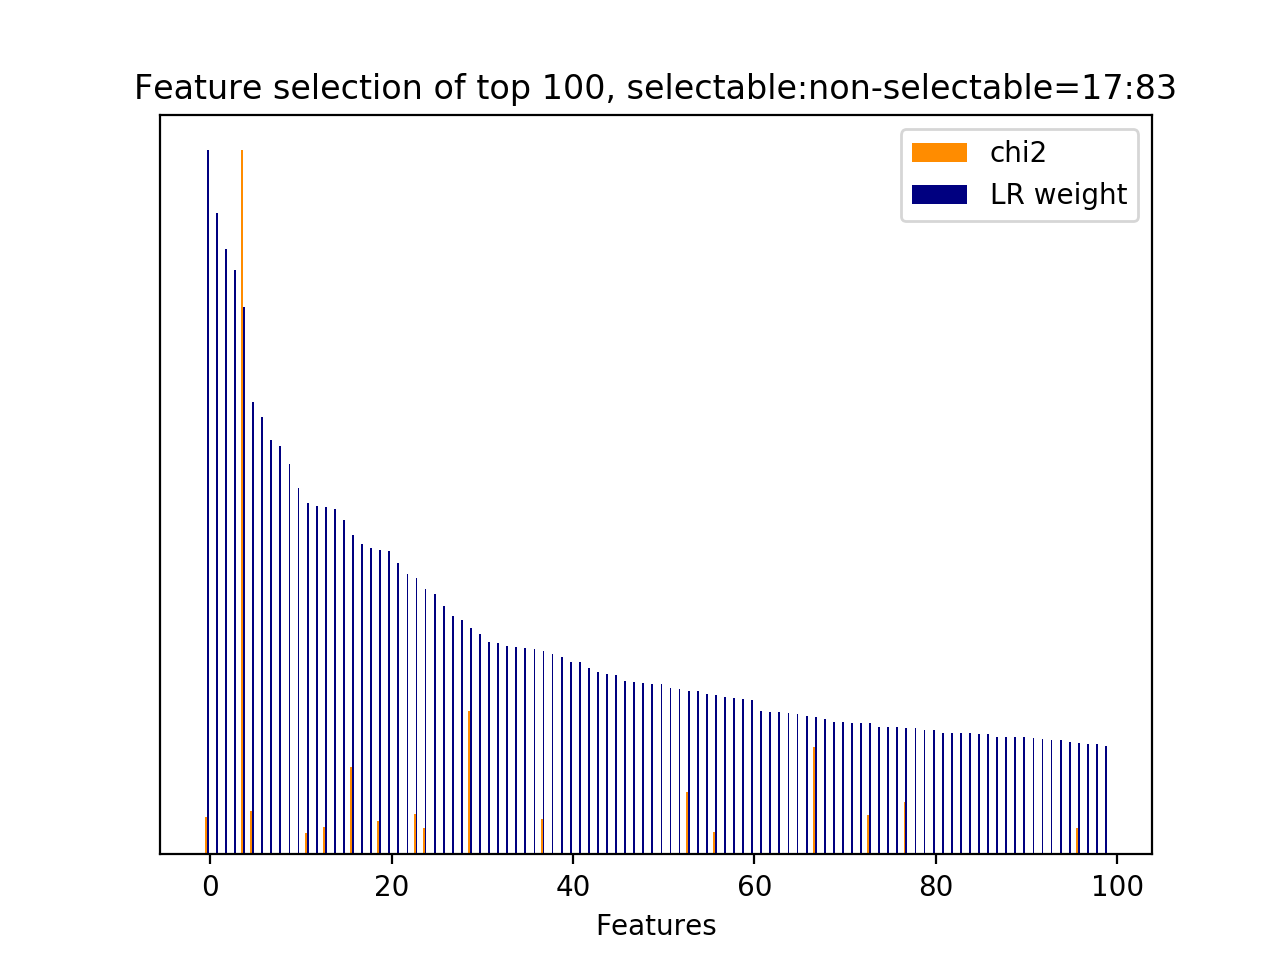 Feature selection of top 100, selectable:non-selectable=17:83
chi2
LR weight
0 20 40 60 80 100
Features